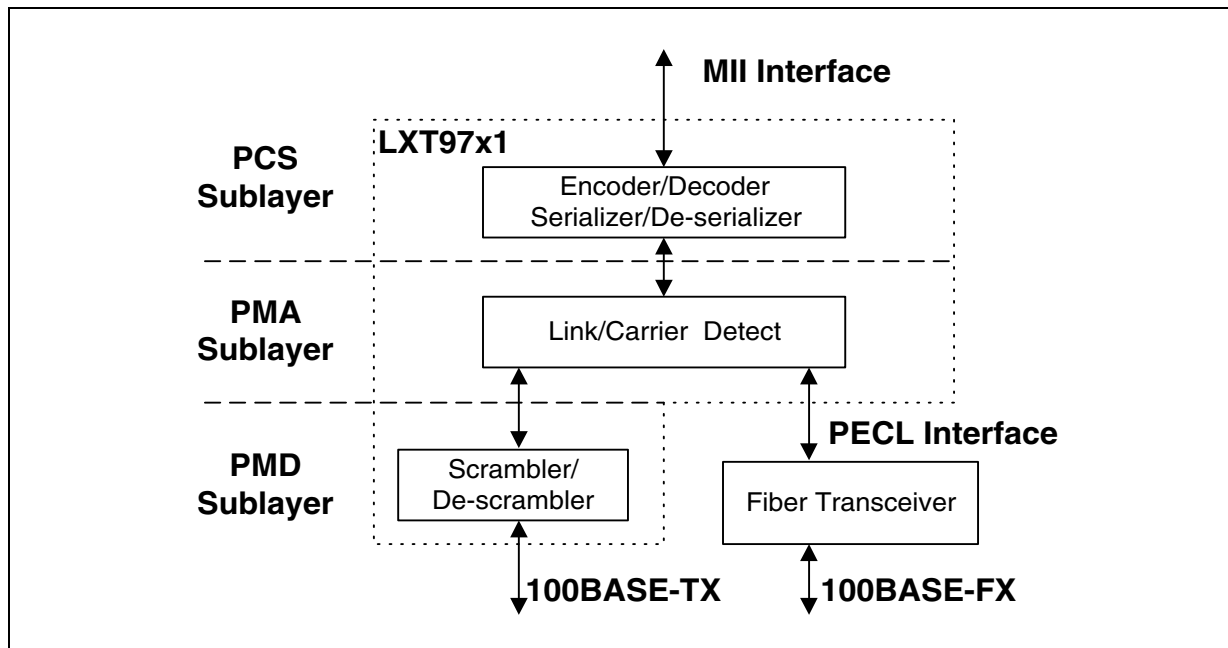 MII Interface
LXT97x1
PCS
Sublayer
Encoder/Decoder
Serializer/De-serializer
PMA
Sublayer
Link/Carrier Detect
PECL Interface
PMD
Sublayer
Scrambler/
De-scrambler
Fiber Transceiver
100BASE-TX
100BASE-FX